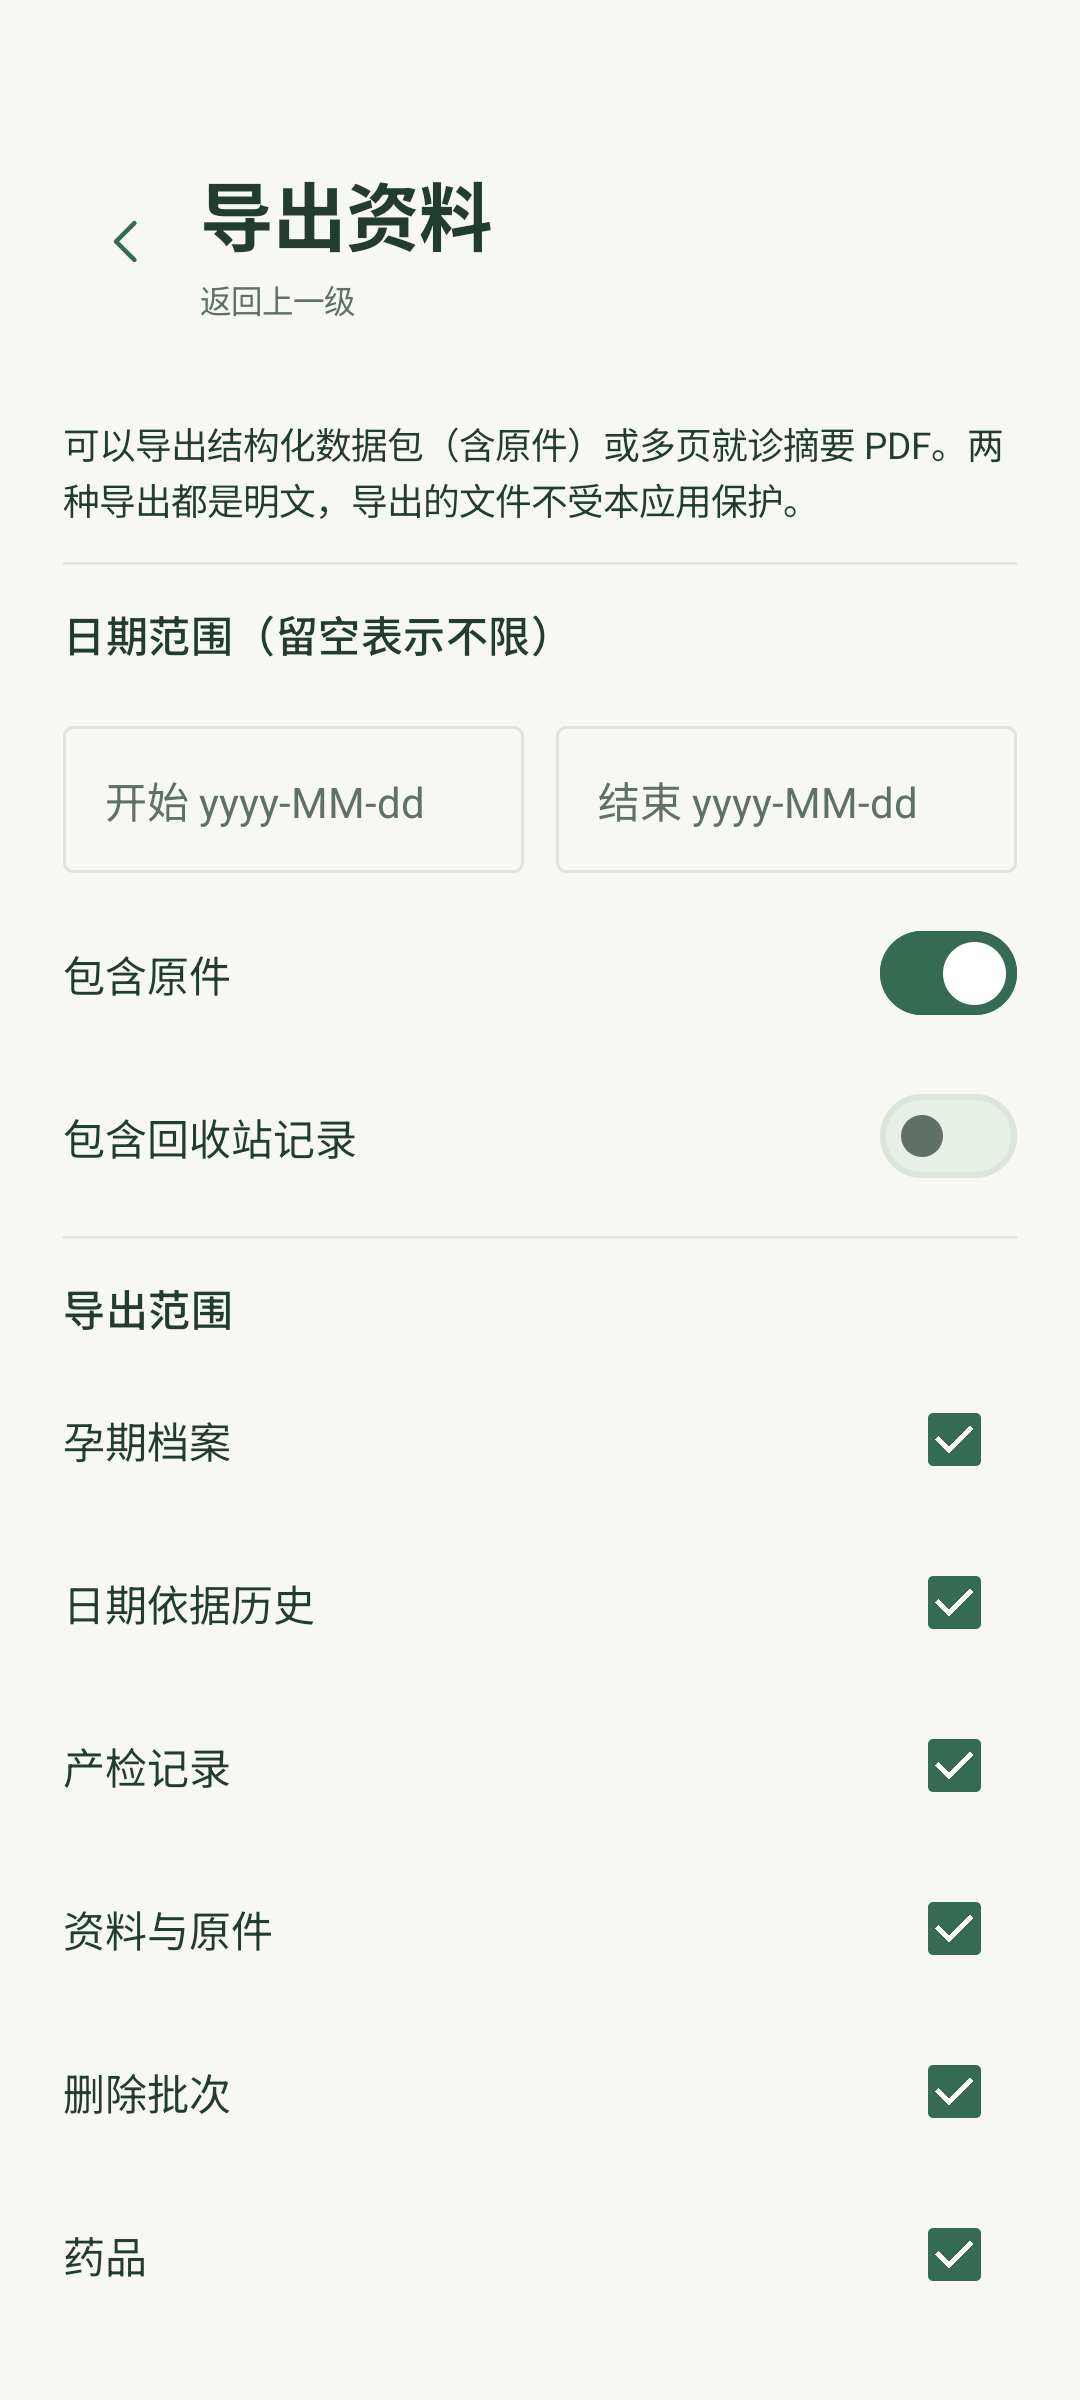 导出资料
返回上一级
可以导出结构化数据包（含原件）或多页就诊摘要 PDF。两
种导出都是明文，导出的文件不受本应用保护。
日期范围（留空表示不限）
开始 yyyy-MM-dd
结束 yyyy-MM-dd
包含原件
包含回收站记录
导出范围
孕期档案
日期依据历史
产检记录
资料与原件
删除批次
药品